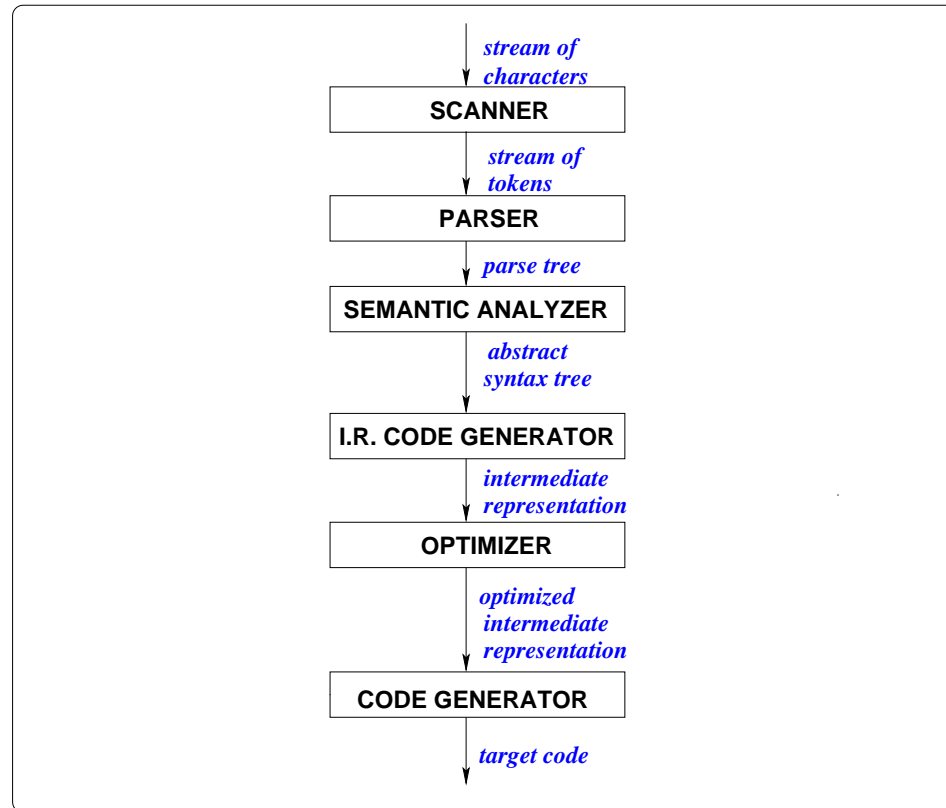 stream of
characters
SCANNER
stream of
tokens
PARSER
parse tree
SEMANTIC ANALYZER
abstract
syntax tree
I.R. CODE GENERATOR
intermediate
representation
OPTIMIZER
optimized
intermediate
representation
CODE GENERATOR
target code